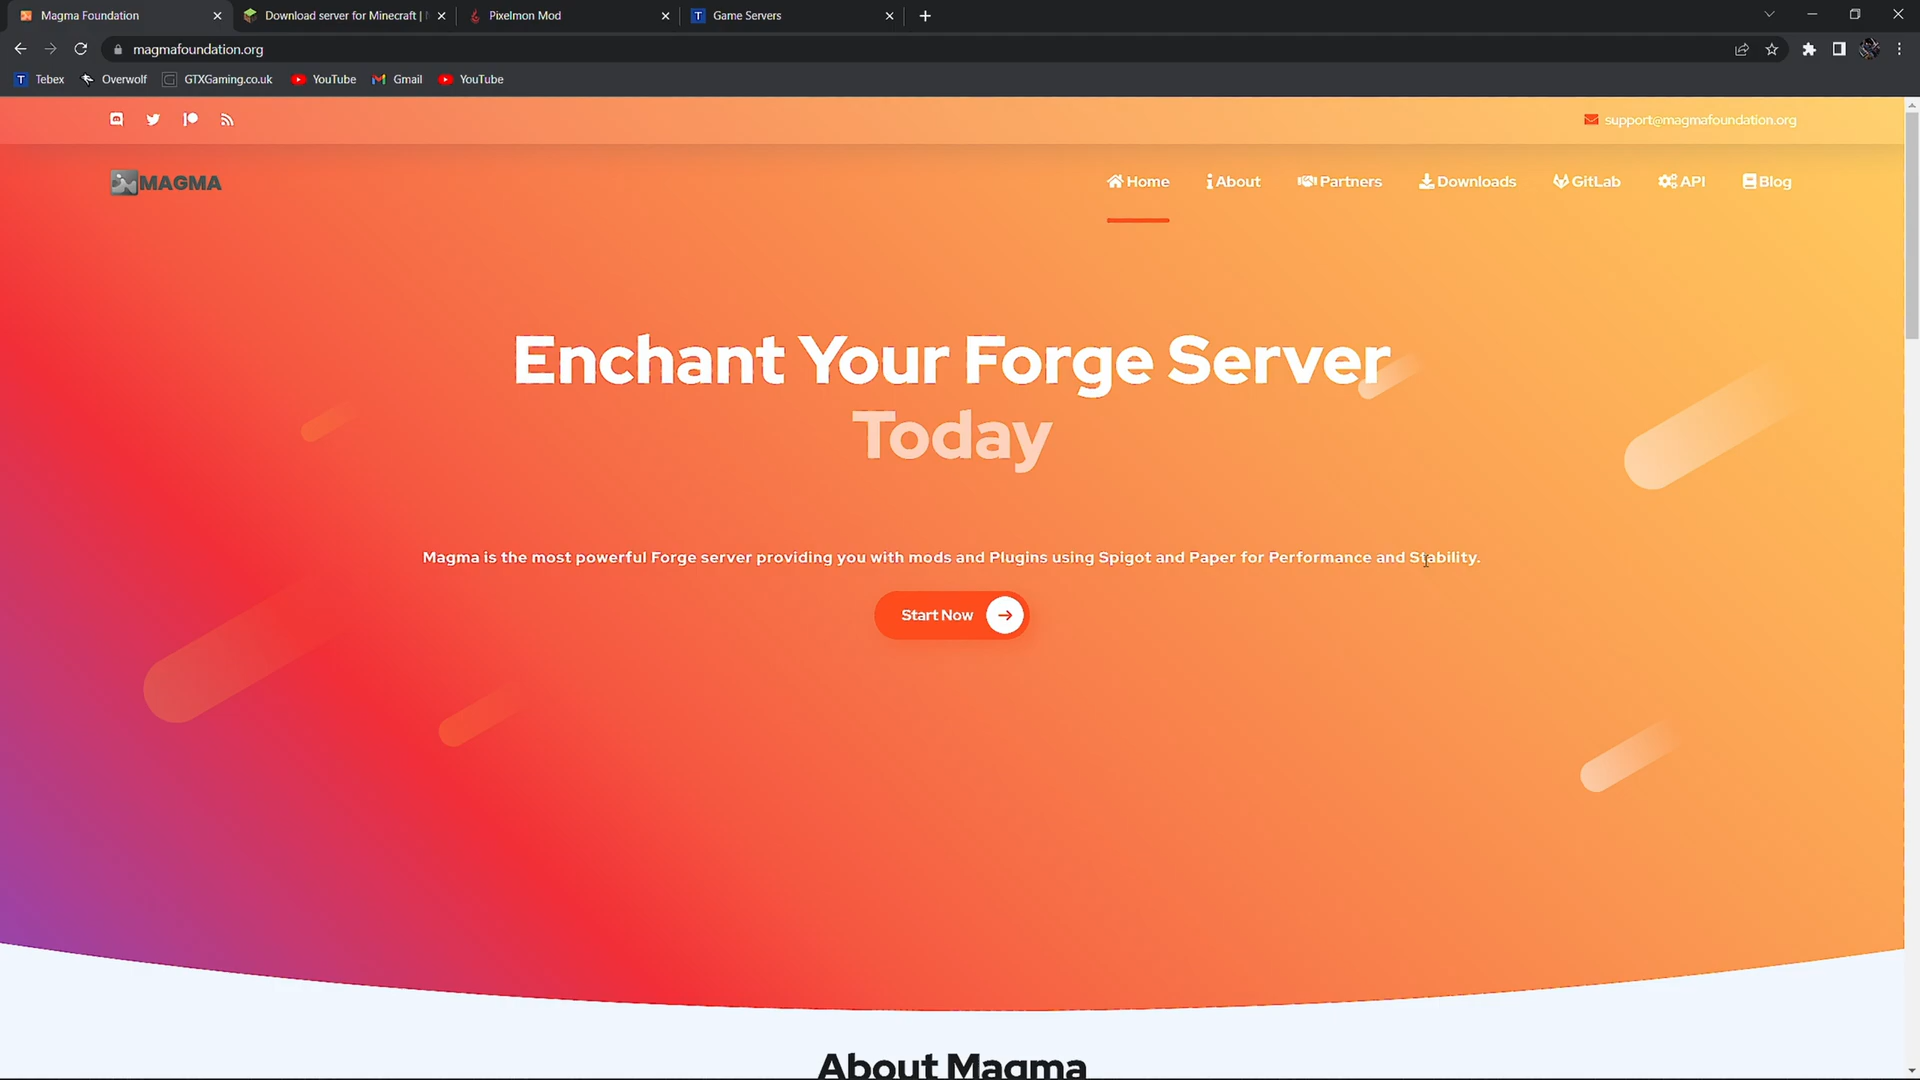 Magma Foundation
Download server for Minecraft |
Pixelmon Mod
Game Servers
magmafoundation.org
Tebex
Overwolf
GTXGaming.co.uk
YouTube
Gmail
YouTube
support@magmafoundation.org
MAGMA
Home
About
Partners
Downloads
GitLab
API
Blog
Enchant Your Forge Server
Today
Magma is the most powerful Forge server providing you with mods and Plugins using Spigot and Paper for Performance and Stability.
Start Now
About Magma